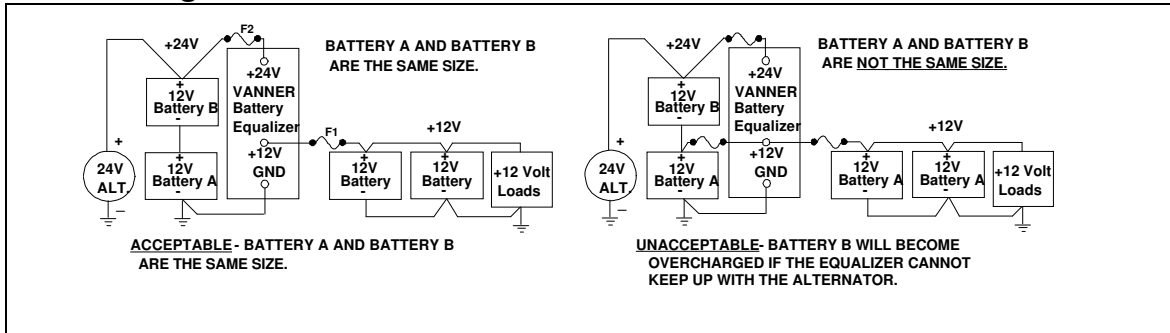 +24V
F2
BATTERY A AND BATTERY B
ARE THE SAME SIZE.
+
12V
Battery B
-
+24V
VANNER
Battery
Equalizer
+12V
GND
F1
+12V
+
24V
ALT.
–
+
12V
Battery A
-
+
12V
Battery
-
+
12V
Battery
-
+12 Volt
Loads
ACCEPTABLE- BATTERY A AND BATTERY B
ARE THE SAME SIZE.
+24V
BATTERY A AND BATTERY B
ARE NOT THE SAME SIZE.
+
12V
Battery B
-
+24V
VANNER
Battery
Equalizer
+12V
GND
+12V
+
24V
ALT.
–
+
12V
Battery A
-
+
12V
Battery A
-
+
12V
Battery A
-
+12 Volt
Loads
UNACCEPTABLE- BATTERY B WILL BECOME
OVERCHARGED IF THE EQUALIZER CANNOT
KEEP UP WITH THE ALTERNATOR.